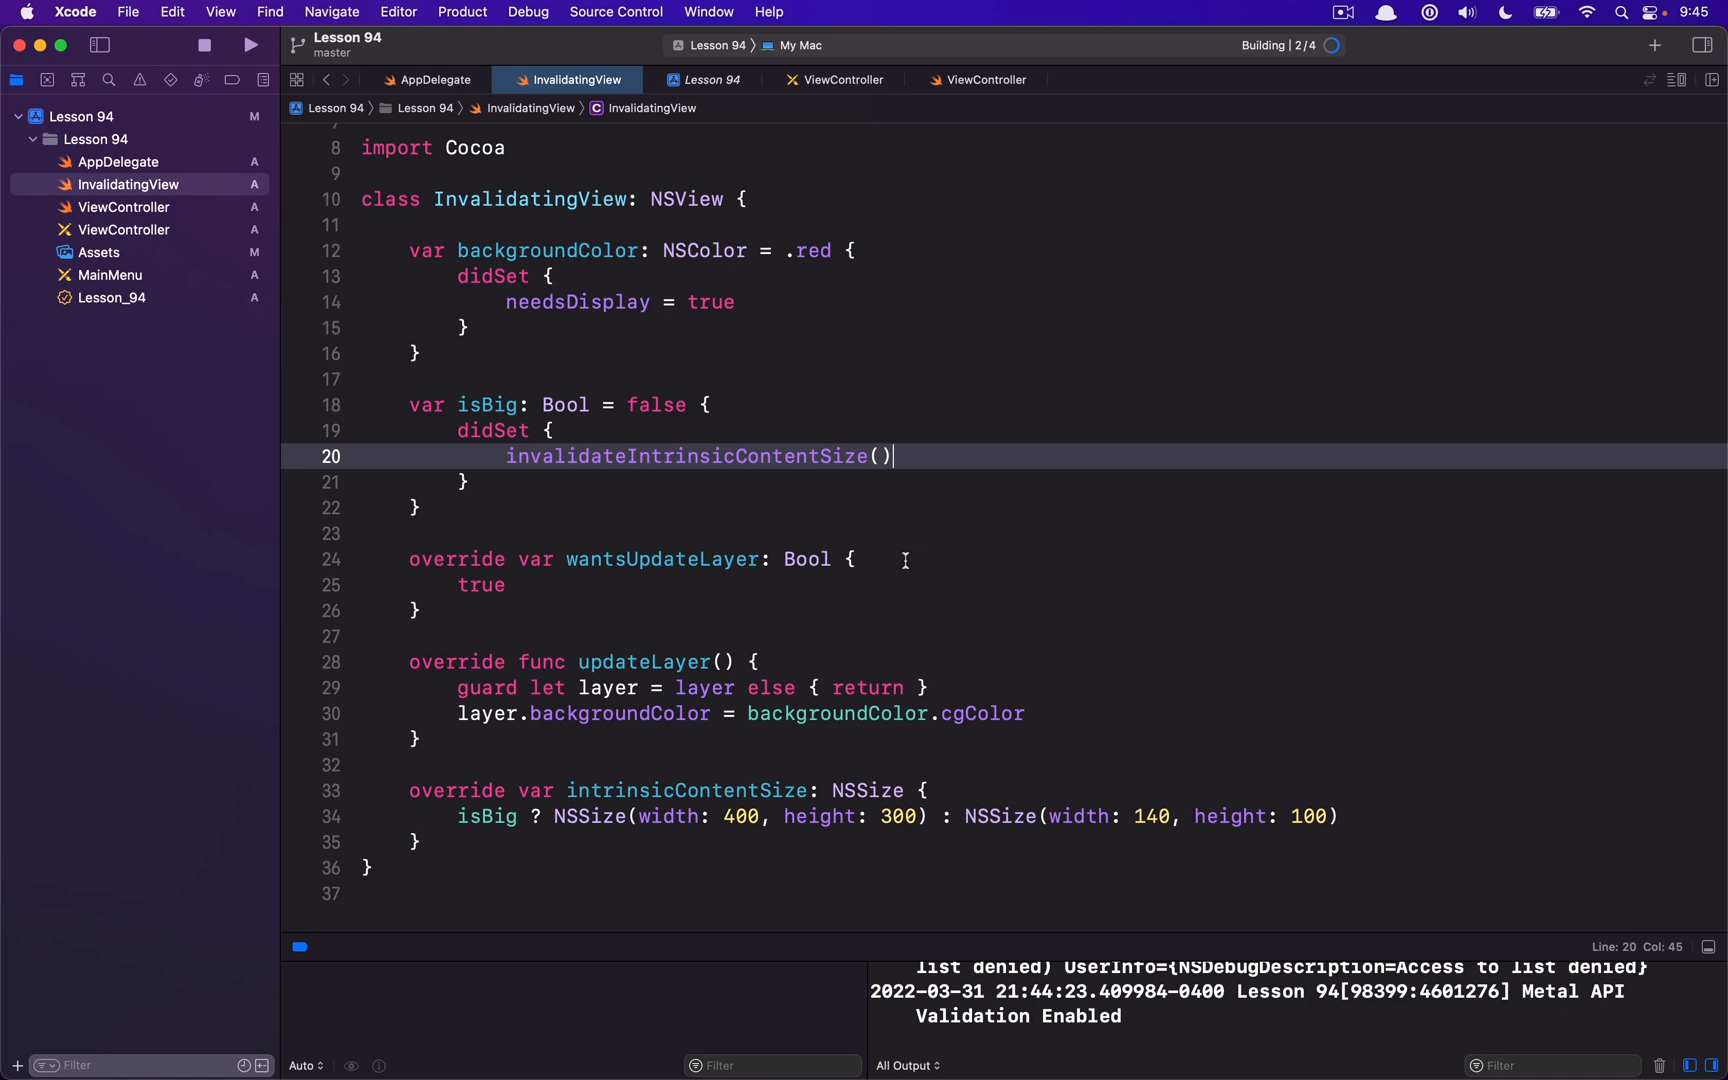 Xcode File Edit View Find Navigate Editor Product Debug Source Control Window Help 9:45
Lesson 94
master
Lesson 94 〉 My Mac
Building | 2/4
AppDelegate InvalidatingView Lesson 94 ViewController ViewController
Lesson 94 〉 Lesson 94 〉 InvalidatingView 〉 C InvalidatingView
Lesson 94 M
Lesson 94
AppDelegate A
InvalidatingView A
ViewController A
ViewController A
Assets M
MainMenu A
Lesson_94 A
8 import Cocoa
9
10 class InvalidatingView: NSView {
11
12 var backgroundColor: NSColor = .red {
13 didSet {
14 needsDisplay = true
15 }
16 }
17
18 var isBig: Bool = false {
19 didSet {
20 invalidateIntrinsicContentSize()
21 }
22 }
23
24 override var wantsUpdateLayer: Bool {
25 true
26 }
27
28 override func updateLayer() {
29 guard let layer = layer else { return }
30 layer.backgroundColor = backgroundColor.cgColor
31 }
32
33 override var intrinsicContentSize: NSSize {
34 isBig ? NSSize(width: 400, height: 300) : NSSize(width: 140, height: 100)
35 }
36 }
37
Line: 20 Col: 45
list denied) UserInfo={NSDebugDescription=Access to list denied}
2022-03-31 21:44:23.409984-0400 Lesson 94[98399:4601276] Metal API
Validation Enabled
Filter
Auto
Filter
All Output
Filter